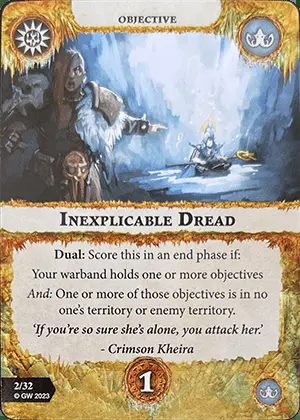 OBJECTIVE
INEXPLICABLE DREAD
Dual: Score this in an end phase if:
Your warband holds one or more objectives
And: One or more of those objectives is in no
one's territory or enemy territory.
'If you're so sure she's alone, you attack her.'
- Crimson Kheira
2/32
© GW 2023
1